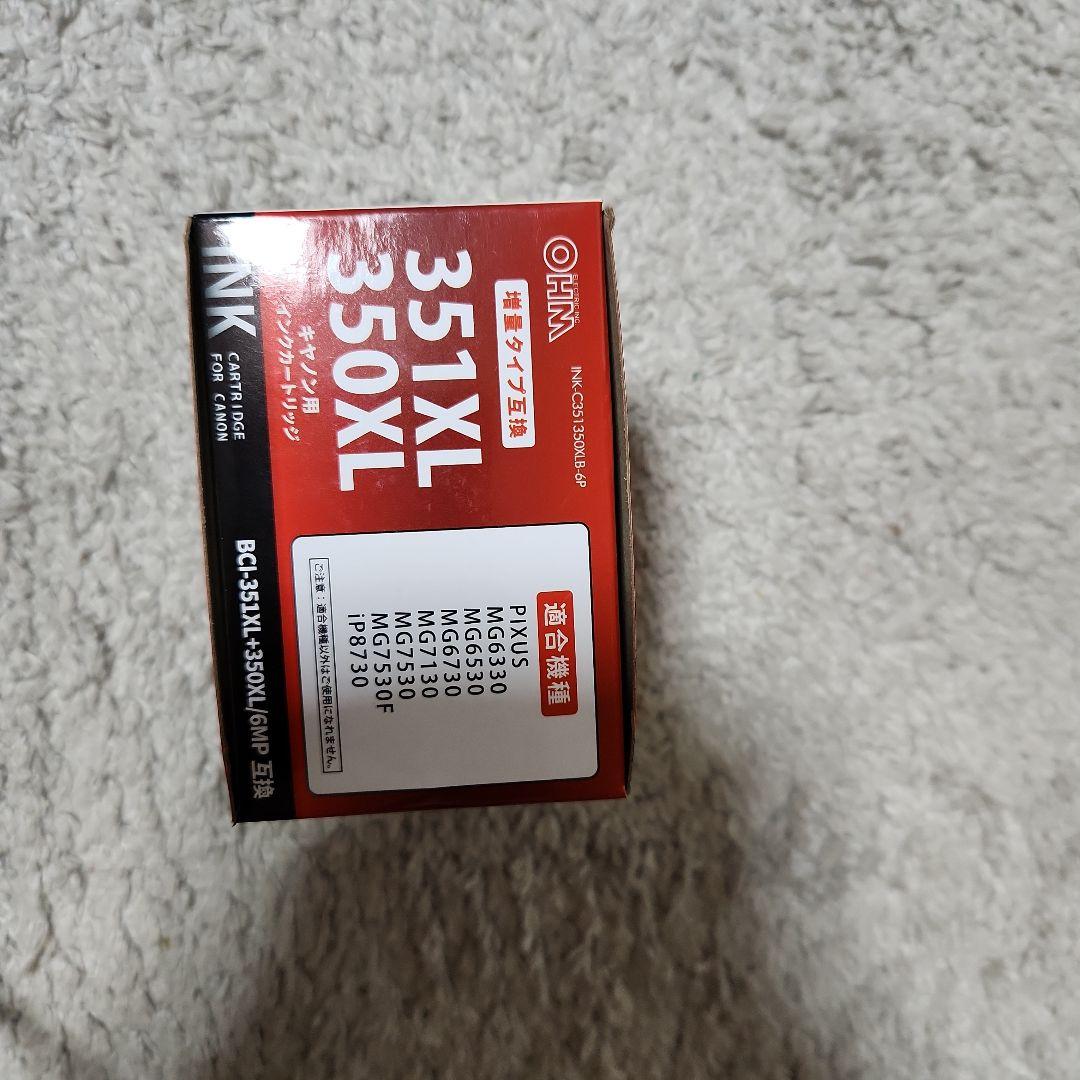 OHM
ELECTRIC INC.
INK-C351350XLB-6P
増量タイプ互換
351XL
350XL
キヤノン用
インクカートリッジ
適合機種
PIXUS
MG6330
MG6530
MG6730
MG7130
MG7530
MG7530F
iP8730
ご注意：適合機種以外はご使用になれません。
INK
CARTRIDGE
FOR CANON
BCI-351XL+350XL/6MP 互換